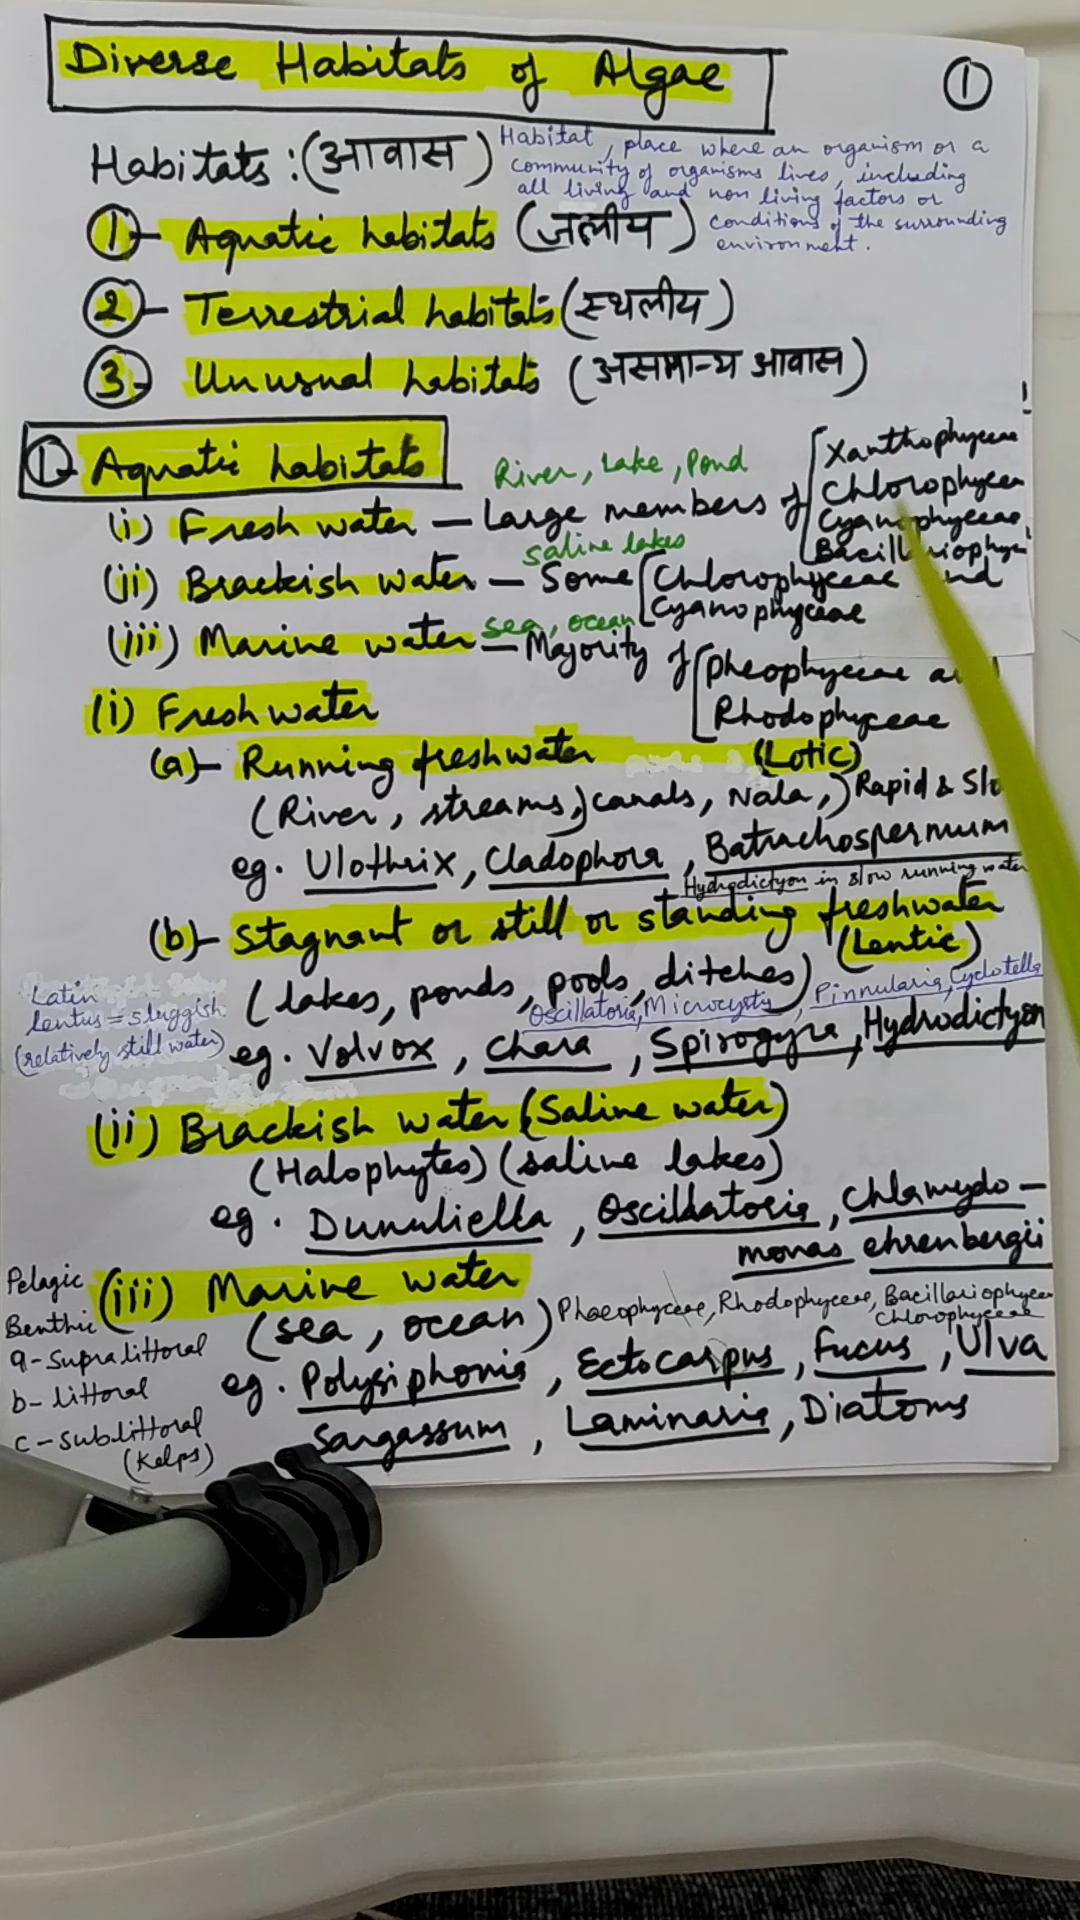 Diverse Habitats of Algae
①
Habitats : (आवास)
Habitat, place where an organism or a
community of organisms lives, including
all living and non living factors or
conditions of the surrounding
environment.
①- Aquatic habitats (जलीय)
②- Terrestrial habitats (स्थलीय)
③- Unusual habitats (असमान्य आवास)
①- Aquatic habitats
River, Lake, Pond
(i) Fresh water — Large members of [Xanthophyceae
Chlorophyceae
Cyanophyceae
saline lakes
(ii) Brackish water — Some [Chlorophyceae and
Cyanophyceae
sea, ocean
(iii) Marine water — Majority of [Pheophyceae and
Rhodophyceae
(i) Fresh water
(a)- Running freshwater (Lotic)
(River, streams,) canals, Nala,) Rapid &
eg. Ulothrix, Cladophora, Batrachospermum
Hydrodictyon in slow running water
(b)- Stagnant or still or standing freshwater
(Lentic)
Latin
lentus = sluggish
(relatively still water)
(lakes, ponds, pools, ditches)
Oscillatoria, Microcystis, Pinnularia, Cyclotella
eg. Volvox, Chara, Spirogyra, Hydrodictyon
(ii) Brackish water (Saline water)
(Halophytes) (saline lakes)
eg. Dunuliella, Oscillatoria, Chlamydo-
monas ehrenbergii
(iii) Marine water
Pelagic
Benthic
a- Supralittoral
b- littoral
c- sublittoral
(Kelps)
(sea, ocean) Phaeophyceae, Rhodophyceae, Bacillariophyceae
Chlorophyceae
eg. Polysiphonia, Ectocarpus, Fucus, Ulva
Sargassum, Laminaria, Diatoms